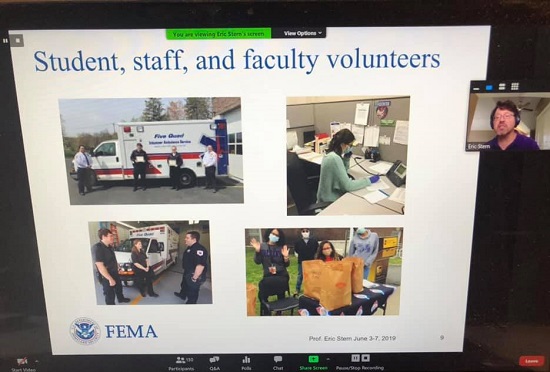 You are viewing Eric Stern's screen
View Options
Student, staff, and faculty volunteers
Five Quad
Volunteer Ambulance Service
Five Quad
Eric Stern
FEMA
Prof. Eric Stern June 3-7, 2019
Start Video
Participants
Q&A
Polls
Chat
Share Screen
Pause/Stop Recording
Leave